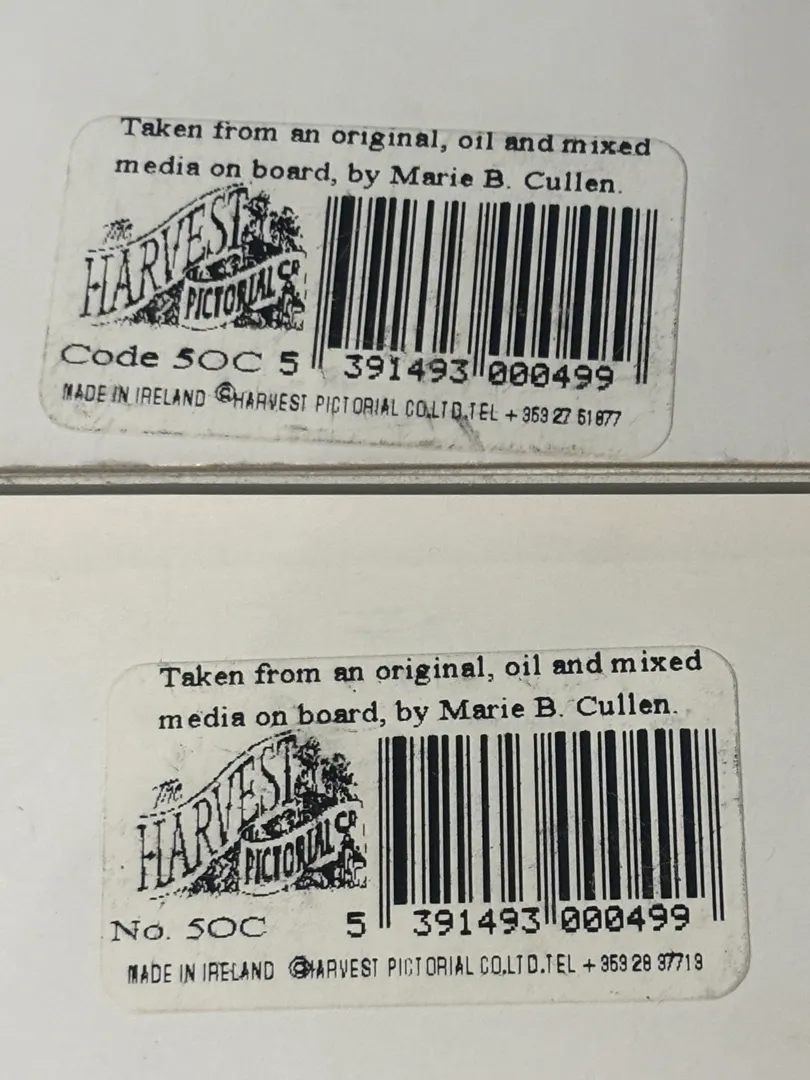 Taken from an original, oil and mixed
media on board, by Marie B. Cullen.
The
HARVEST
PICTORIAL CO
Code 50C 5 391493 000499
MADE IN IRELAND ©HARVEST PICTORIAL CO.LTD.TEL +353 27 51877
Taken from an original, oil and mixed
media on board, by Marie B. Cullen.
The
HARVEST
PICTORIAL CO
No. 50C 5 391493 000499
MADE IN IRELAND ©HARVEST PICTORIAL CO.LTD.TEL +353 28 37713